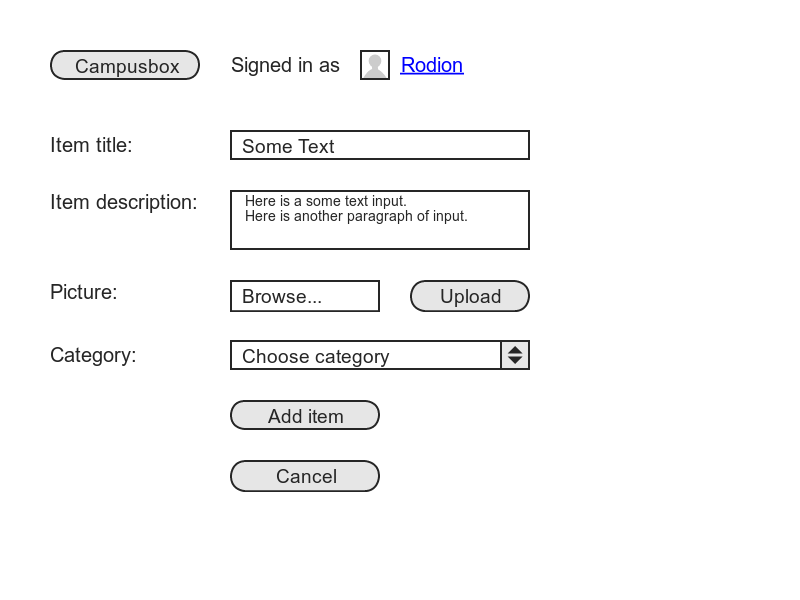 Campusbox Signed in as Rodion
Item title: Some Text
Item description: Here is a some text input.
Here is another paragraph of input.
Picture: Browse... Upload
Category: Choose category
Add item
Cancel